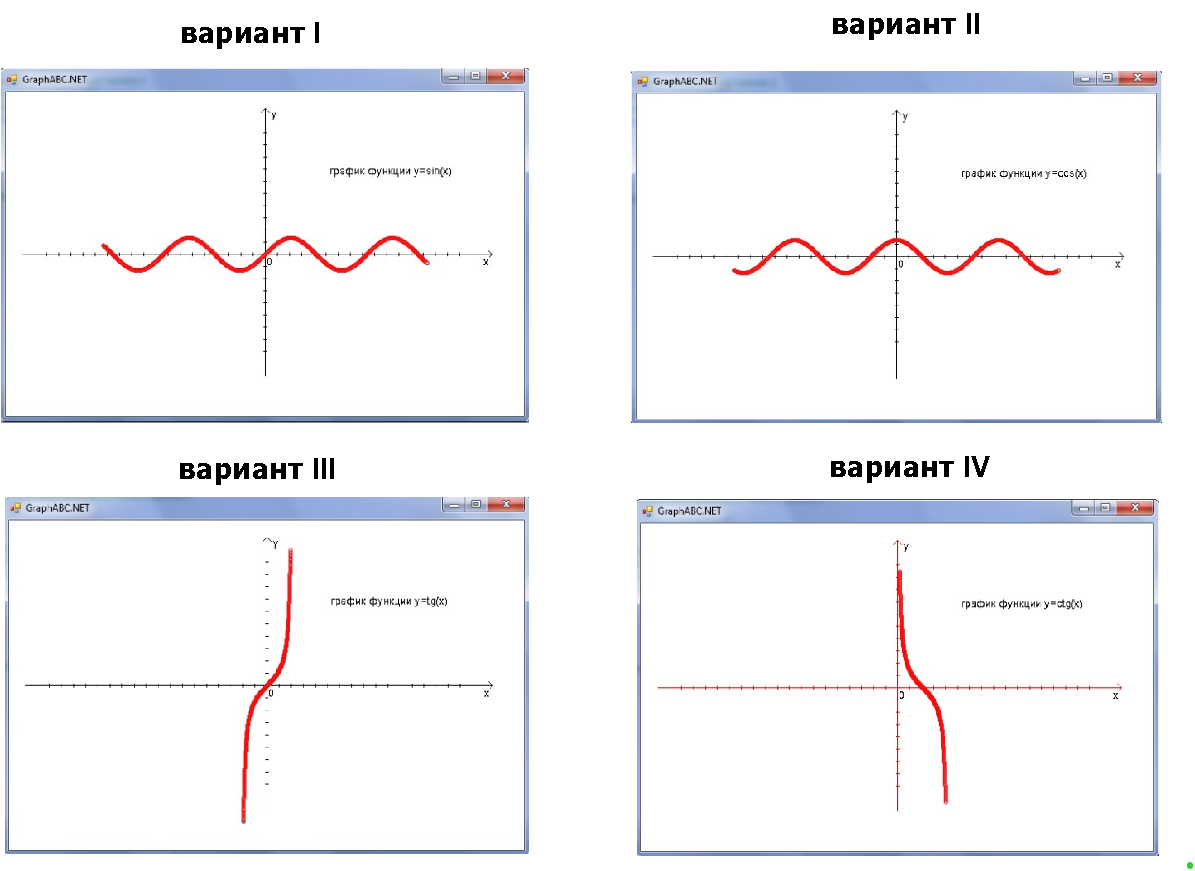 вариант I
вариант II
GraphABC.NET
y
график функции y=sin(x)
0
x
GraphABC.NET
y
график функции y=cos(x)
0
x
вариант III
вариант IV
GraphABC.NET
y
график функции y=tg(x)
0
x
GraphABC.NET
y
график функции y=ctg(x)
0
x